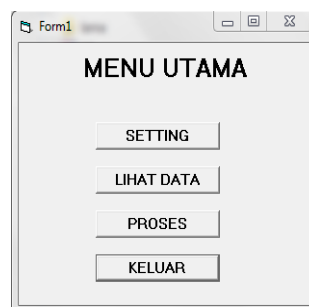 Form1
MENU UTAMA
SETTING
LIHAT DATA
PROSES
KELUAR